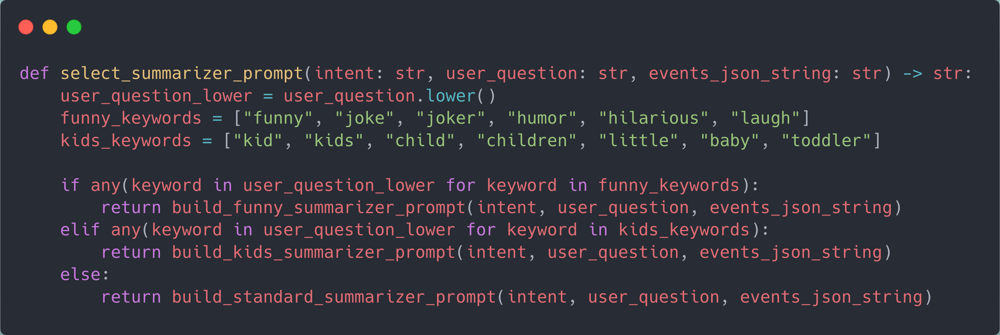 def select_summarizer_prompt(intent: str, user_question: str, events_json_string: str) -> str:
    user_question_lower = user_question.lower()
    funny_keywords = ["funny", "joke", "joker", "humor", "hilarious", "laugh"]
    kids_keywords = ["kid", "kids", "child", "children", "little", "baby", "toddler"]

    if any(keyword in user_question_lower for keyword in funny_keywords):
        return build_funny_summarizer_prompt(intent, user_question, events_json_string)
    elif any(keyword in user_question_lower for keyword in kids_keywords):
        return build_kids_summarizer_prompt(intent, user_question, events_json_string)
    else:
        return build_standard_summarizer_prompt(intent, user_question, events_json_string)